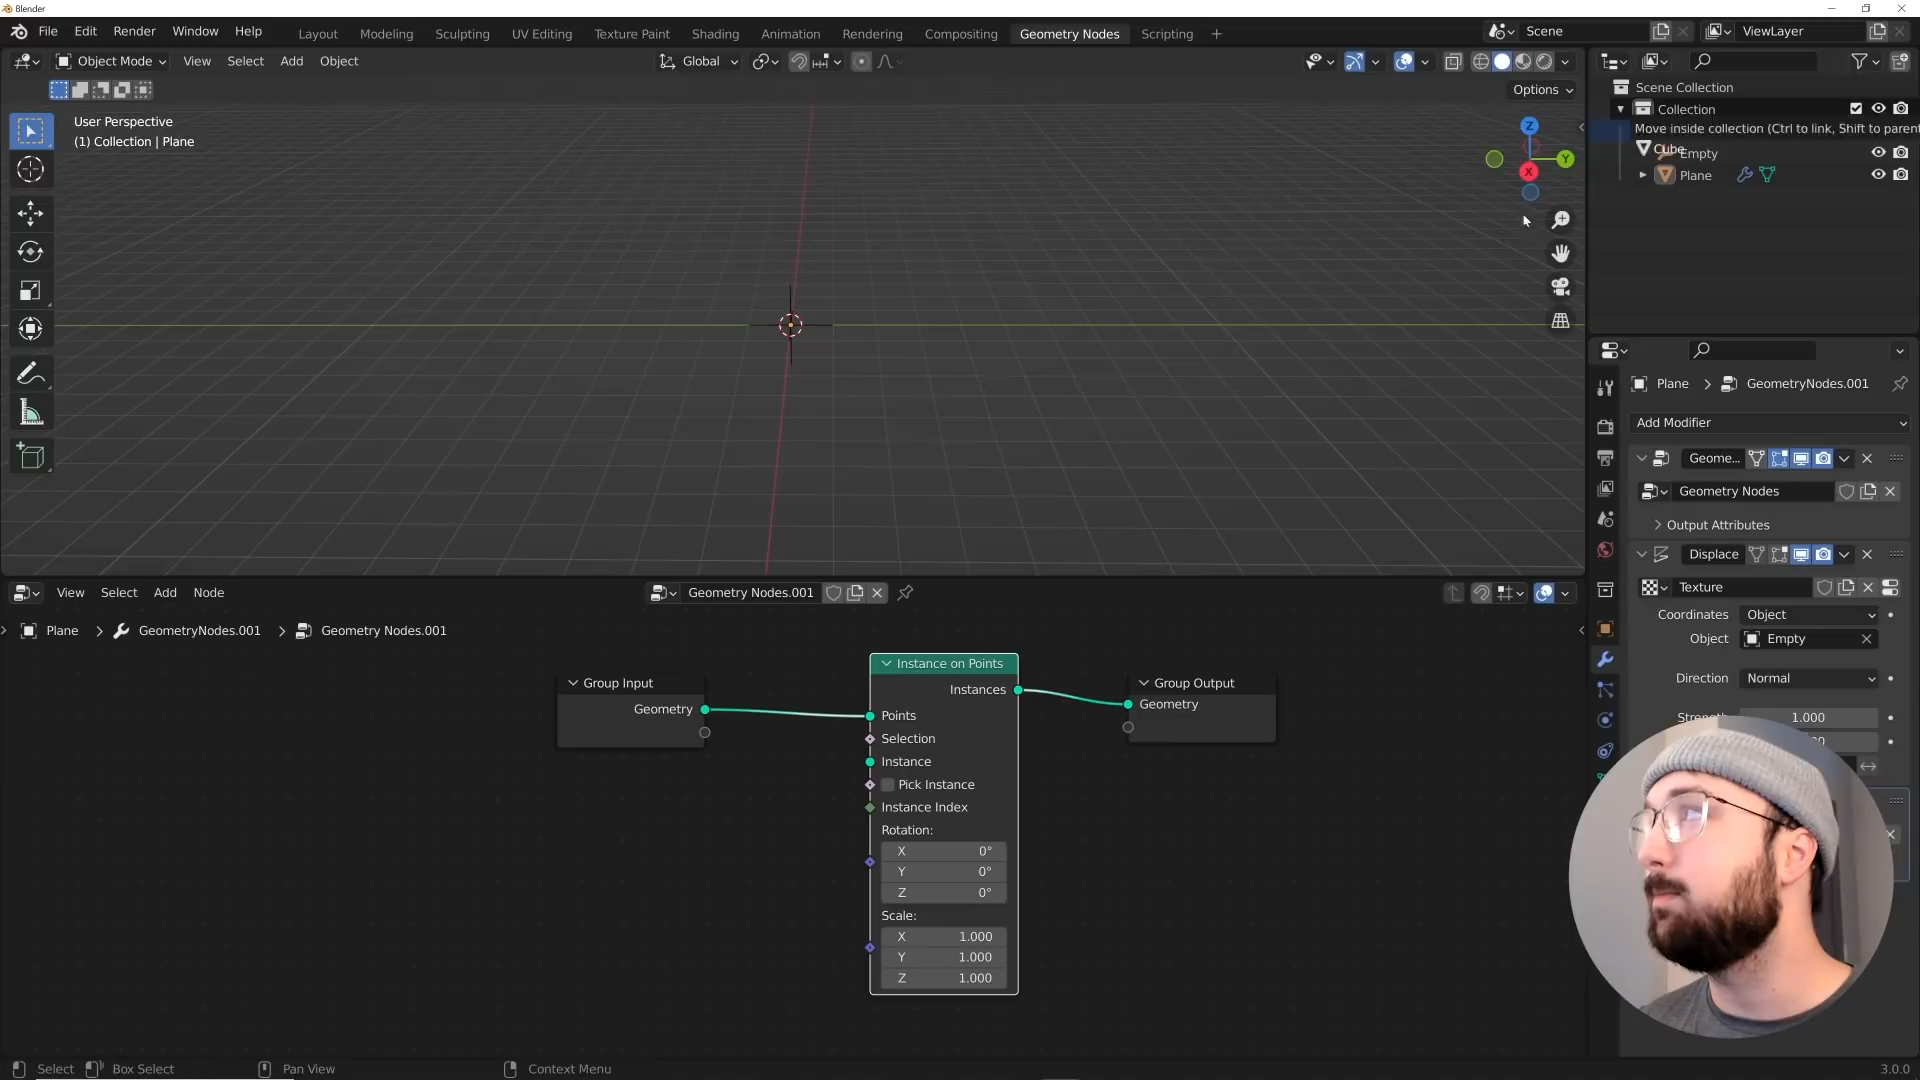 Blender
File Edit Render Window Help Layout Modeling Sculpting UV Editing Texture Paint Shading Animation Rendering Compositing Geometry Nodes Scripting + Scene ViewLayer
Object Mode View Select Add Object Global
Options
User Perspective
(1) Collection | Plane
Z
Y
X
Scene Collection
Collection
Move inside collection (Ctrl to link, Shift to parent
Cube
Empty
Plane
Plane > GeometryNodes.001
Add Modifier
Geome...
Geometry Nodes
Output Attributes
Displace
Texture
Coordinates Object
Object Empty
Direction Normal
1.000
View Select Add Node Geometry Nodes.001
Plane > GeometryNodes.001 > Geometry Nodes.001
Group Input
Geometry
Instance on Points
Instances
Points
Selection
Instance
Pick Instance
Instance Index
Rotation:
X 0°
Y 0°
Z 0°
Scale:
X 1.000
Y 1.000
Z 1.000
Group Output
Geometry
Select Box Select Pan View Context Menu 3.0.0